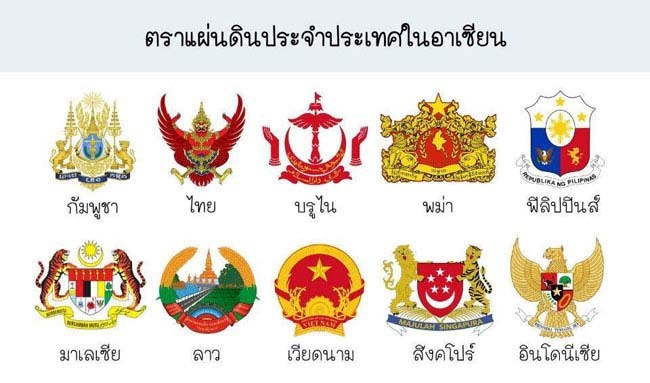 ตราแผ่นดินประจำประเทศในอาเซียน
กัมพูชา
ไทย
บรูไน
พม่า
REPUBLIKA NG PILIPINAS
ฟิลิปปินส์
มาเลเซีย
ลาว
VIETNAM
เวียดนาม
MAJULAH SINGAPURA
สิงคโปร์
อินโดนีเซีย